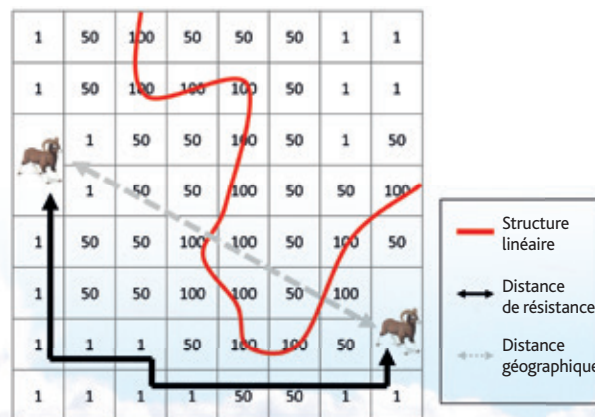 1 50 100 50 50 50 1 1
1 50 100 100 100 50 1 1
1 50 50 100 50 1 50
1 50 50 100 50 50 100
1 50 50 100 100 50 100 50
1 50 50 100 100 50 100
1 1 1 50 100 100 50
1 1 1 1 50 50 1 1
Structure
linéaire
Distance
de résistance
Distance
géographique